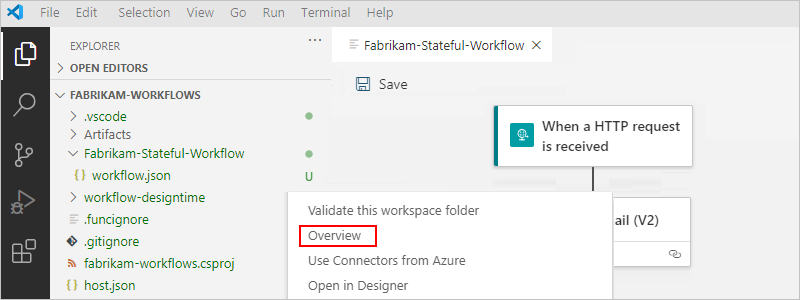 File Edit Selection View Go Run Terminal Help
EXPLORER ...
OPEN EDITORS
FABRIKAM-WORKFLOWS
.vscode
Artifacts
Fabrikam-Stateful-Workflow
{} workflow.json U
workflow-designtime
.funcignore
.gitignore
fabrikam-workflows.csproj
{} host.json
Fabrikam-Stateful-Workflow
Save
When a HTTP request
is received
ail (V2)
Validate this workspace folder
Overview
Use Connectors from Azure
Open in Designer